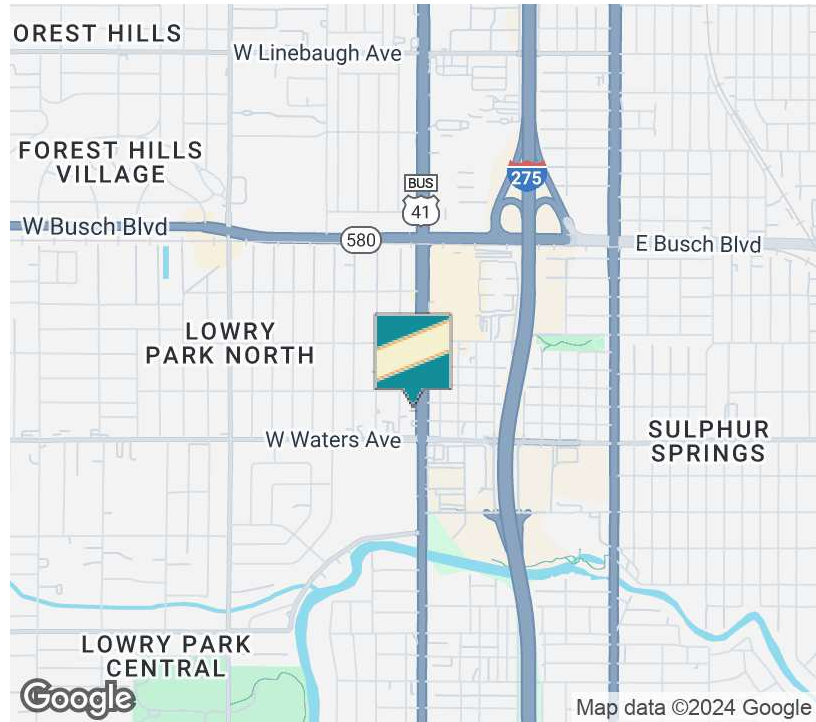 OREST HILLS
W Linebaugh Ave
FOREST HILLS
VILLAGE
BUS
41
275
W Busch Blvd
580
E Busch Blvd
LOWRY
PARK NORTH
W Waters Ave
SULPHUR
SPRINGS
LOWRY PARK
CENTRAL
Google
Map data ©2024 Google